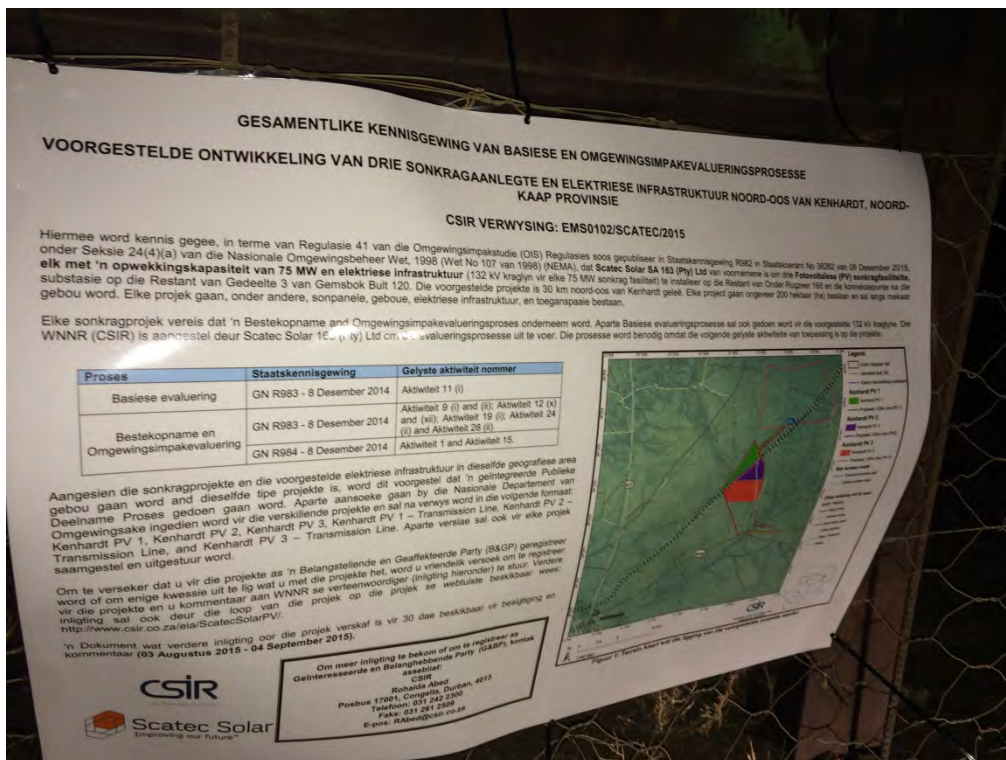 GESAMENTLIKE KENNISGEWING VAN BASIESE EN OMGEWINGSIMPAKEVALUERINGSPROSESSE
VOORGESTELDE ONTWIKKELING VAN DRIE SONKRAGAANLEGTE EN ELEKTRIESE INFRASTRUKTUUR NOORD-OOS VAN KENHARDT, NOORD-
KAAP PROVINSIE
CSIR VERWYSING: EMS0102/SCATEC/2015
Hiermee word kennis gegee, in terme van Regulasie 41 van die Omgewingsimpakstudie (OIS) Regulasies soos gepubliseer in Staatskennisgewing R982 in Staatskoerant No 38282 van 08 Desember 2015,
onder Seksie 24(4)(a) van die Nasionale Omgewingsbeheer Wet, 1998 (Wet No 107 van 1998) (NEMA), dat Scatec Solar SA 163 (Pty) Ltd van voorneme is om drie Fotovoltaïese (PV) sonkragfasiliteite,
elk met 'n opwekkingskapasiteit van 75 MW en elektriese infrastruktuur (132 kV kraglyn vir elke 75 MW sonkrag fasiliteit) te installeer op die Restant van Onder Rugzeer 168 en die konneksiepunte na die
substasie op die Restant van Gedeelte 3 van Gemsbok Bult 120. Die voorgestelde projekte is 30 km noord-oos van Kenhardt geleë. Elke project gaan ongeveer 200 hektaar (ha) beslaan en sal langs mekaar
gebou word. Elke projek gaan, onder andere, sonpanele, geboue, elektriese infrastruktuur, en toegangspaaie bestaan.
Elke sonkragprojek vereis dat 'n Bestekopname and Omgewingsimpakevalueringsproses onderneem word. Aparte Basiese evalueringsprosesse sal ook gedoen word vir die voorgestelde 132 kV kraglyne. Die
WNNR (CSIR) is aangestel deur Scatec Solar 163 (Pty) Ltd om die evalueringsprosesse uit te voer. Die prosesse word benodig omdat die volgende gelyste aktiwiteite van toepassing is op die projekte:
Proses Staatskennisgewing Gelyste aktiwiteit nommer
Basiese evaluering GN R983 - 8 Desember 2014 Aktiwiteit 11 (i)
Bestekopname en Omgewingsimpakevaluering GN R983 - 8 Desember 2014 Aktiwiteit 9 (i) and (ii); Aktiwiteit 12 (x)
and (xii); Aktiwiteit 19 (i); Aktiwiteit 24
(ii) and Aktiwiteit 28 (ii)
GN R984 - 8 Desember 2014 Aktiwiteit 1 and Aktiwiteit 15.
Aangesien die sonkragprojekte en die voorgestelde elektriese infrastruktuur in dieselfde geografiese area
gebou gaan word and dieselfde tipe projekte is, word dit voorgestel dat 'n geïntegreerde Publieke
Deelname Proses gedoen gaan word. Aparte aansoeke gaan by die Nasionale Departement van
Omgewingsake ingedien word vir die verskillende projekte en sal na verwys word in die volgende formaat:
Kenhardt PV 1, Kenhardt PV 2, Kenhardt PV 3, Kenhardt PV 1 – Transmission Line, Kenhardt PV 2 –
Transmission Line, and Kenhardt PV 3 – Transmission Line. Aparte verslae sal ook vir elke projek
saamgestel en uitgestuur word.
Om te verseker dat u vir die projekte as 'n Belangstellende en Geaffekteerde Party (B&GP) geregistreer
word of om enige kwessie uit te lig wat u met die projekte het, word u vriendelik versoek om te registreer
vir die projekte en u kommentaar aan WNNR se verteenwoordiger (inligting hieronder) te stuur. Verdere
inligting sal ook deur die loop van die projek op die projek se webtuiste beskikbaar wees:
http://www.csir.co.za/eia/ScatecSolarPV/.
'n Dokument wat verdere inligting oor die projek verskaf is vir 30 dae beskikbaar vir besigiging en
kommentaar (03 Augustus 2015 - 04 September 2015).
Om meer inligting te bekom of om te registreer as
Geïnteresseerde en Belanghebbende Party (G&BP), kontak
asseblief:
CSIR
Rohaida Abed
Posbus 17001, Congella, Durban, 4013
Telefoon: 031 242 2300
Faks: 031 261 2509
E-pos: RAbed@csir.co.za
CSIR
Scatec Solar
Improving our future™
Legend
Kenhardt PV 1
Kenhardt PV 2
Kenhardt PV 3
CSIR
Figuur 1: Terrein Kaart wat die ligging van die voorgestelde projekte